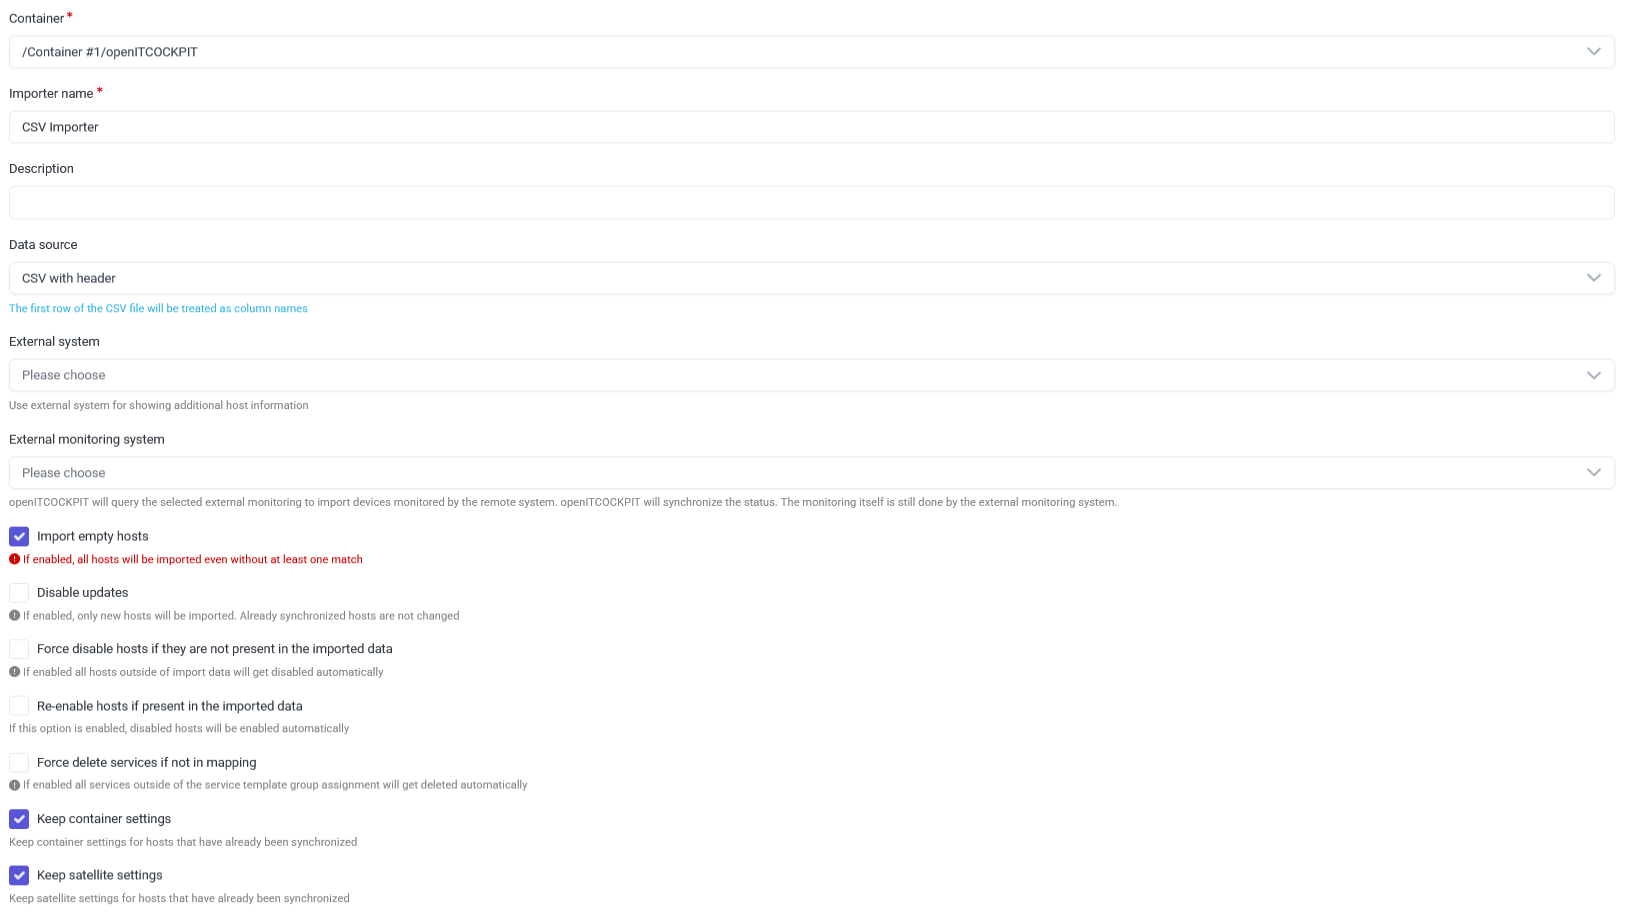 Container *
/Container #1/openITCOCKPIT
Importer name *
CSV Importer
Description
Data source
CSV with header
The first row of the CSV file will be treated as column names
External system
Please choose
Use external system for showing additional host information
External monitoring system
Please choose
openITCOCKPIT will query the selected external monitoring to import devices monitored by the remote system. openITCOCKPIT will synchronize the status. The monitoring itself is still done by the external monitoring system.
Import empty hosts
If enabled, all hosts will be imported even without at least one match
Disable updates
If enabled, only new hosts will be imported. Already synchronized hosts are not changed
Force disable hosts if they are not present in the imported data
If enabled all hosts outside of import data will get disabled automatically
Re-enable hosts if present in the imported data
If this option is enabled, disabled hosts will be enabled automatically
Force delete services if not in mapping
If enabled all services outside of the service template group assignment will get deleted automatically
Keep container settings
Keep container settings for hosts that have already been synchronized
Keep satellite settings
Keep satellite settings for hosts that have already been synchronized